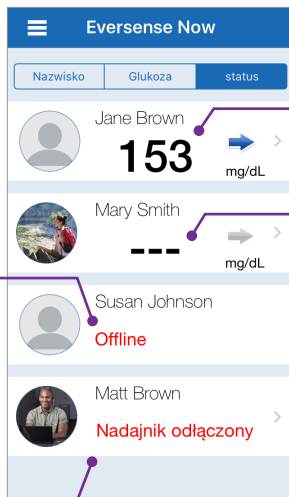 Eversense Now
Nazwisko Glukoza status
Jane Brown
153
mg/dL
Mary Smith
---
mg/dL
Susan Johnson
Offline
Matt Brown
Nadajnik odłączony